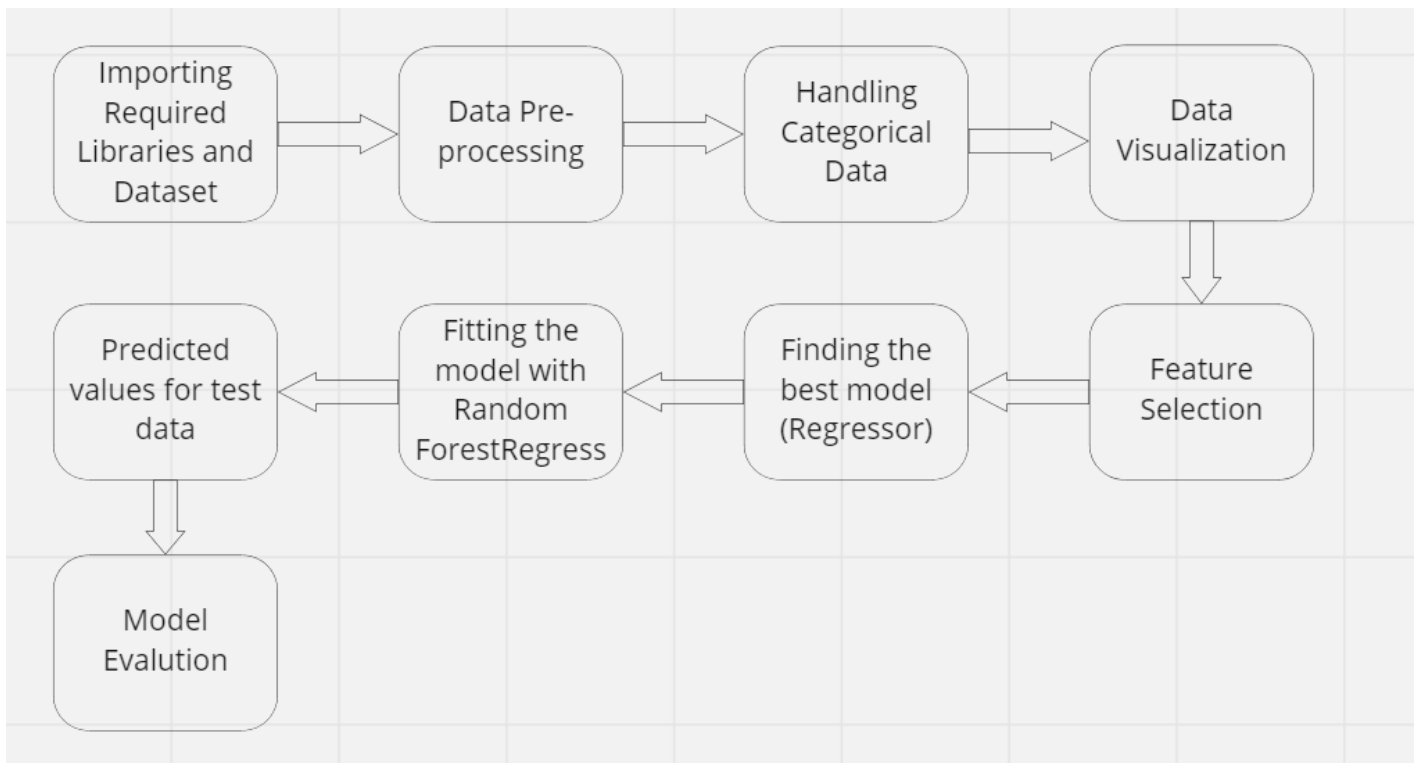 Importing
Required
Libraries and
Dataset
Data Pre-
processing
Handling
Categorical
Data
Data
Visualization
Feature
Selection
Finding the
best model
(Regressor)
Fitting the
model with
Random
ForestRegress
Predicted
values for test
data
Model
Evalution